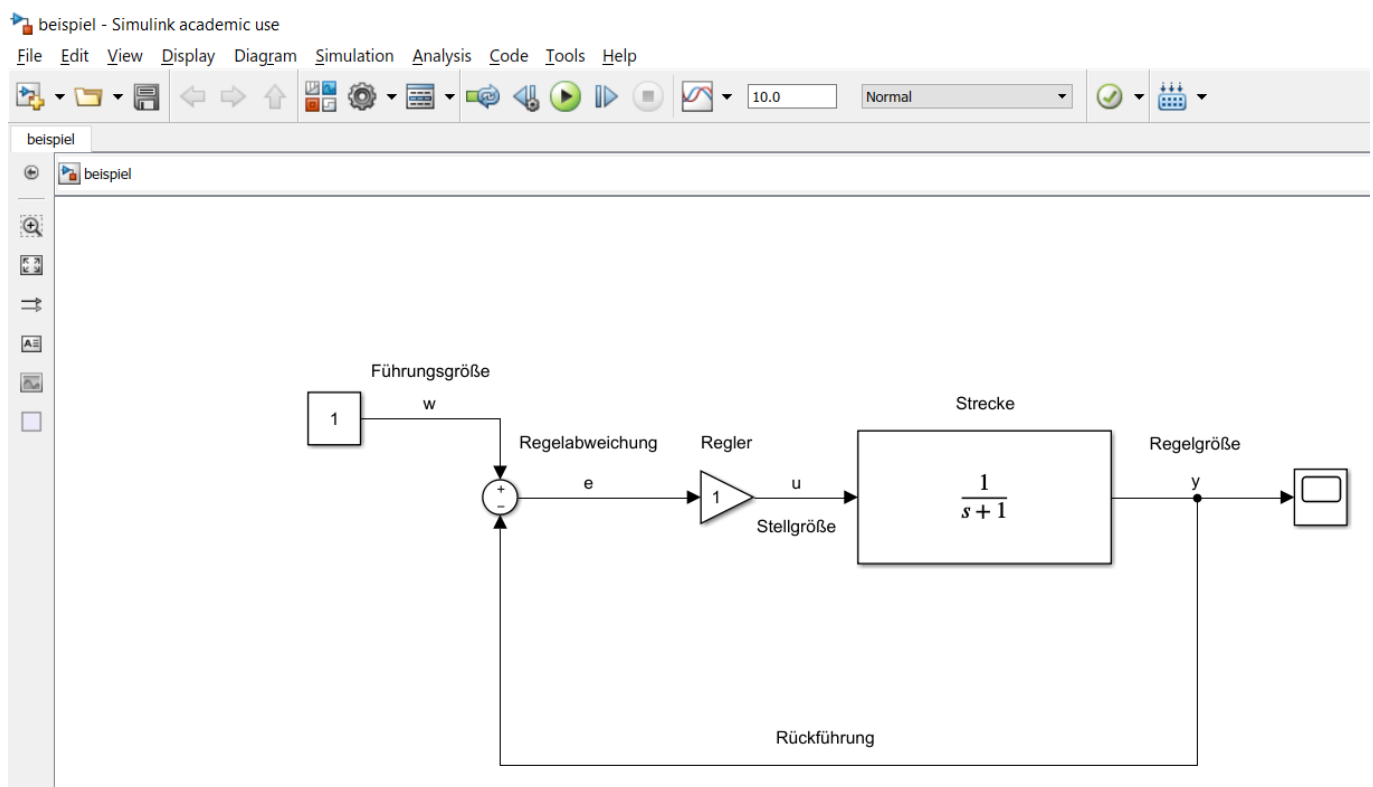 beispiel - Simulink academic use
File Edit View Display Diagram Simulation Analysis Code Tools Help
10.0 Normal
beispiel
beispiel
Führungsgröße
1 w
Strecke
Regelabweichung Regler Regelgröße
+
−
e
1
u
1
s + 1
y
Stellgröße
Rückführung